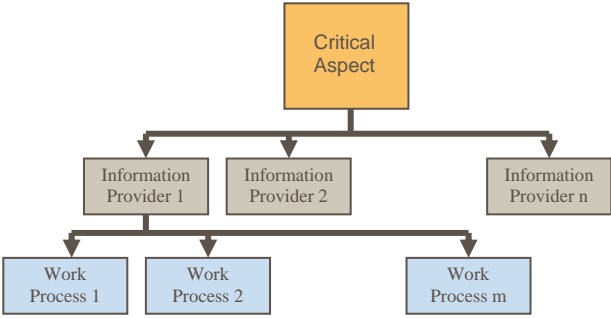 Critical
Aspect
Information
Provider 1
Information
Provider 2
Information
Provider n
Work
Process 1
Work
Process 2
Work
Process m